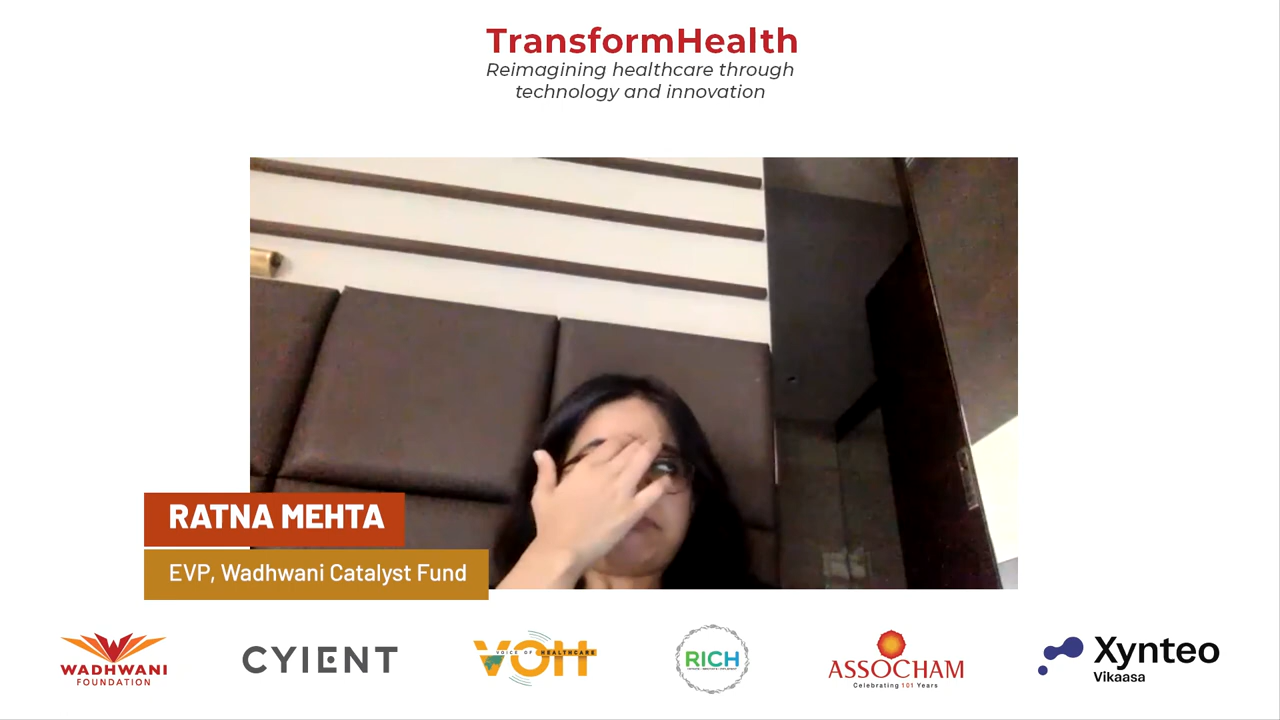 TransformHealth
Reimagining healthcare through
technology and innovation
RATNA MEHTA
EVP, Wadhwani Catalyst Fund
WADHWANI
FOUNDATION
CYIENT
VOH
VOICE OF HEALTHCARE
RICH
ASSOCHAM
Celebrating 101 Years
Xynteo
Vikaasa